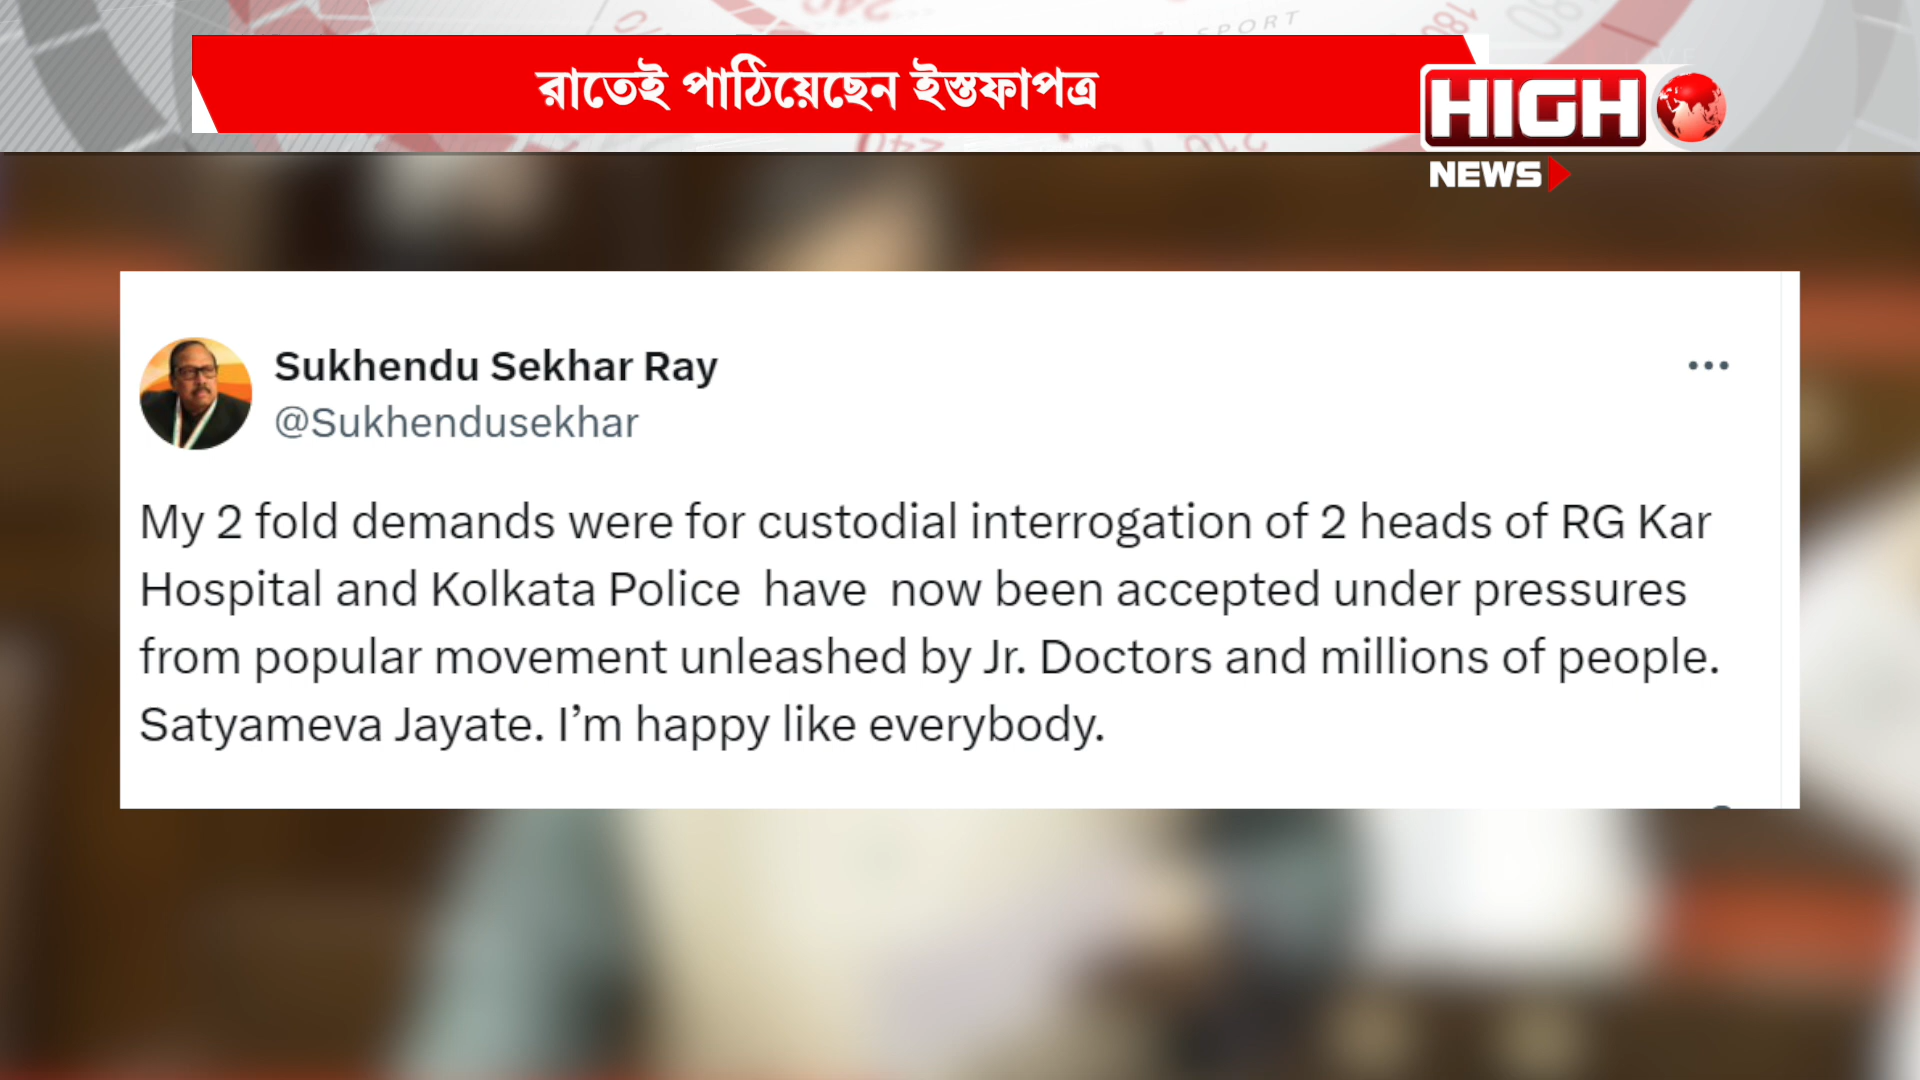 রাতেই পাঠিয়েছেন ইস্তফাপত্র
HIGH
NEWS
Sukhendu Sekhar Ray
@Sukhendusekhar
My 2 fold demands were for custodial interrogation of 2 heads of RG Kar
Hospital and Kolkata Police have now been accepted under pressures
from popular movement unleashed by Jr. Doctors and millions of people.
Satyameva Jayate. I’m happy like everybody.